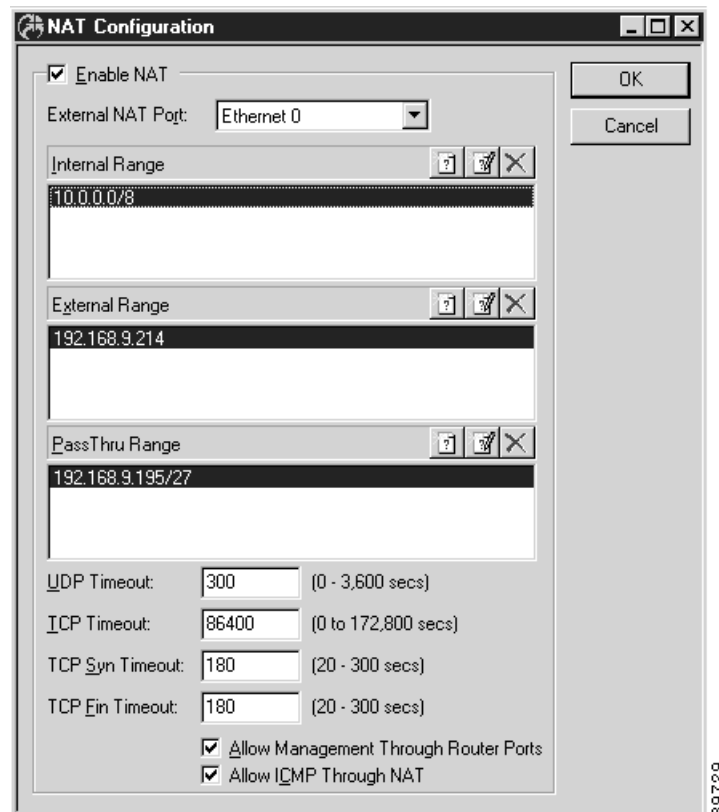 NAT Configuration
Enable NAT
OK
External NAT Port: Ethernet 0
Cancel
Internal Range
10.0.0.0/8
External Range
192.168.9.214
PassThru Range
192.168.9.195/27
UDP Timeout: 300 (0 - 3,600 secs)
TCP Timeout: 86400 (0 to 172,800 secs)
TCP Syn Timeout: 180 (20 - 300 secs)
TCP Fin Timeout: 180 (20 - 300 secs)
Allow Management Through Router Ports
Allow ICMP Through NAT